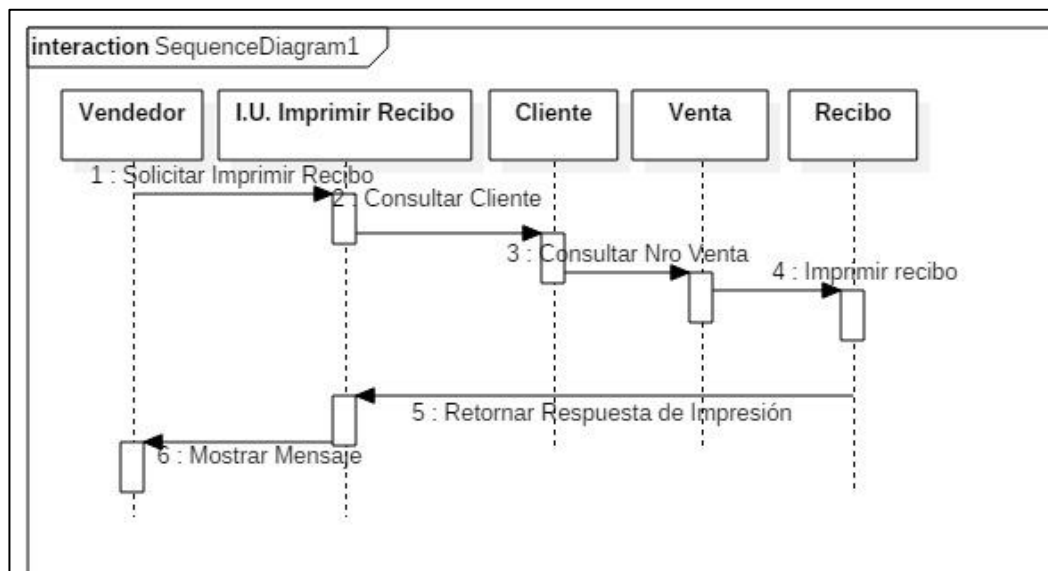 interaction SequenceDiagram1
Vendedor
I.U. Imprimir Recibo
Cliente
Venta
Recibo
1 : Solicitar Imprimir Recibo
2 : Consultar Cliente
3 : Consultar Nro Venta
4 : Imprimir recibo
5 : Retornar Respuesta de Impresión
6 : Mostrar Mensaje